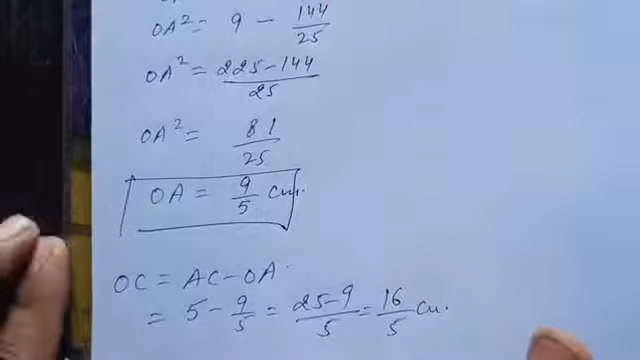 OA² = 9 - 144/25
OA² = 225-144/25
OA² = 81/25
OA = 9/5 cm.
OC = AC-OA
= 5 - 9/5 = 25-9/5 = 16/5 cm.